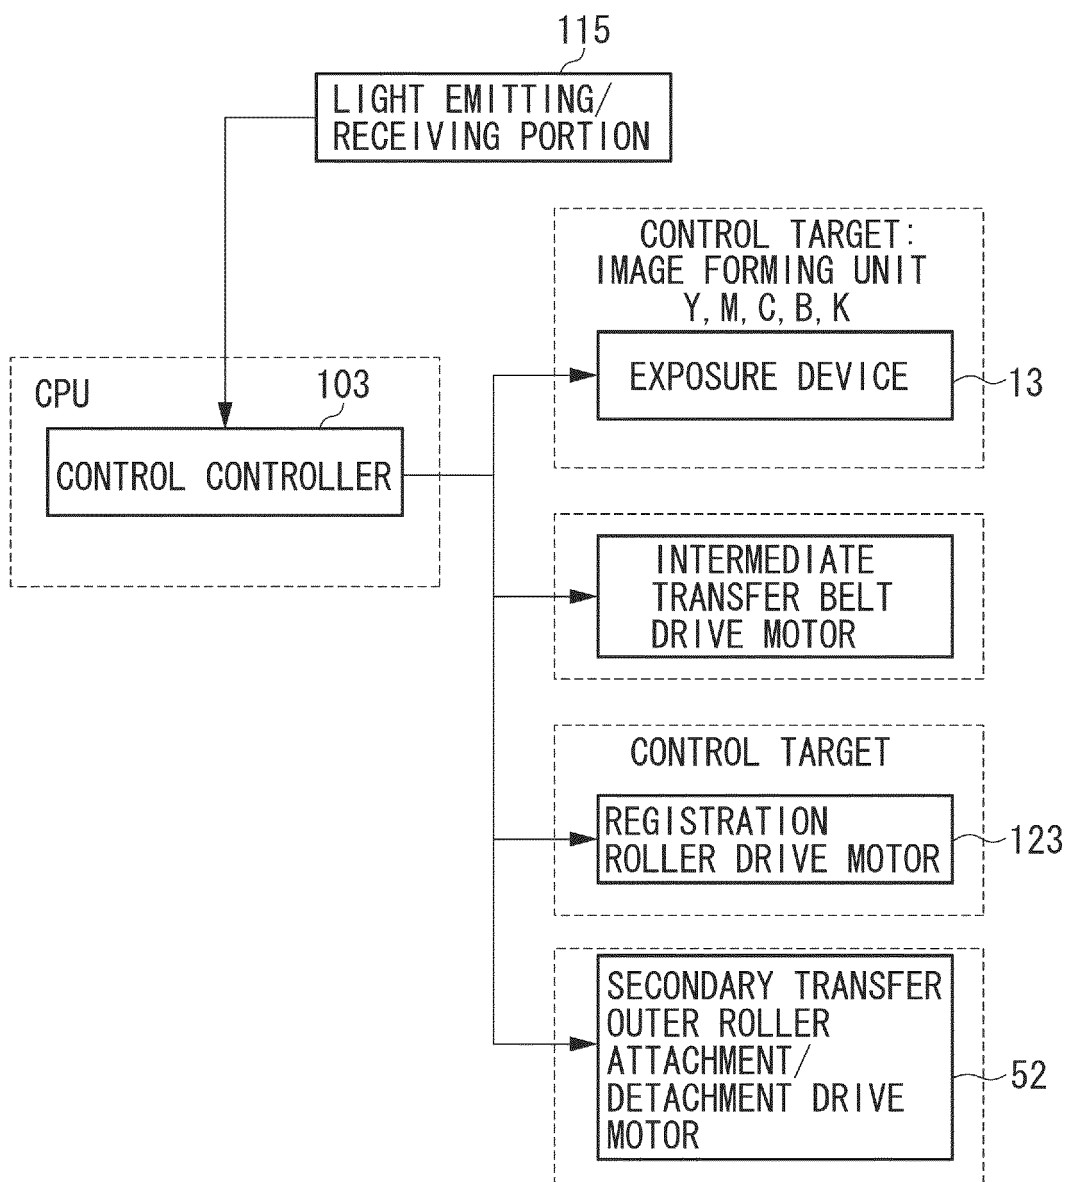 115
LIGHT EMITTING/
RECEIVING PORTION
CONTROL TARGET:
IMAGE FORMING UNIT
Y, M, C, B, K
EXPOSURE DEVICE
13
CPU
103
CONTROL CONTROLLER
INTERMEDIATE
TRANSFER BELT
DRIVE MOTOR
CONTROL TARGET
REGISTRATION
ROLLER DRIVE MOTOR
123
SECONDARY TRANSFER
OUTER ROLLER
ATTACHMENT/
DETACHMENT DRIVE
MOTOR
52